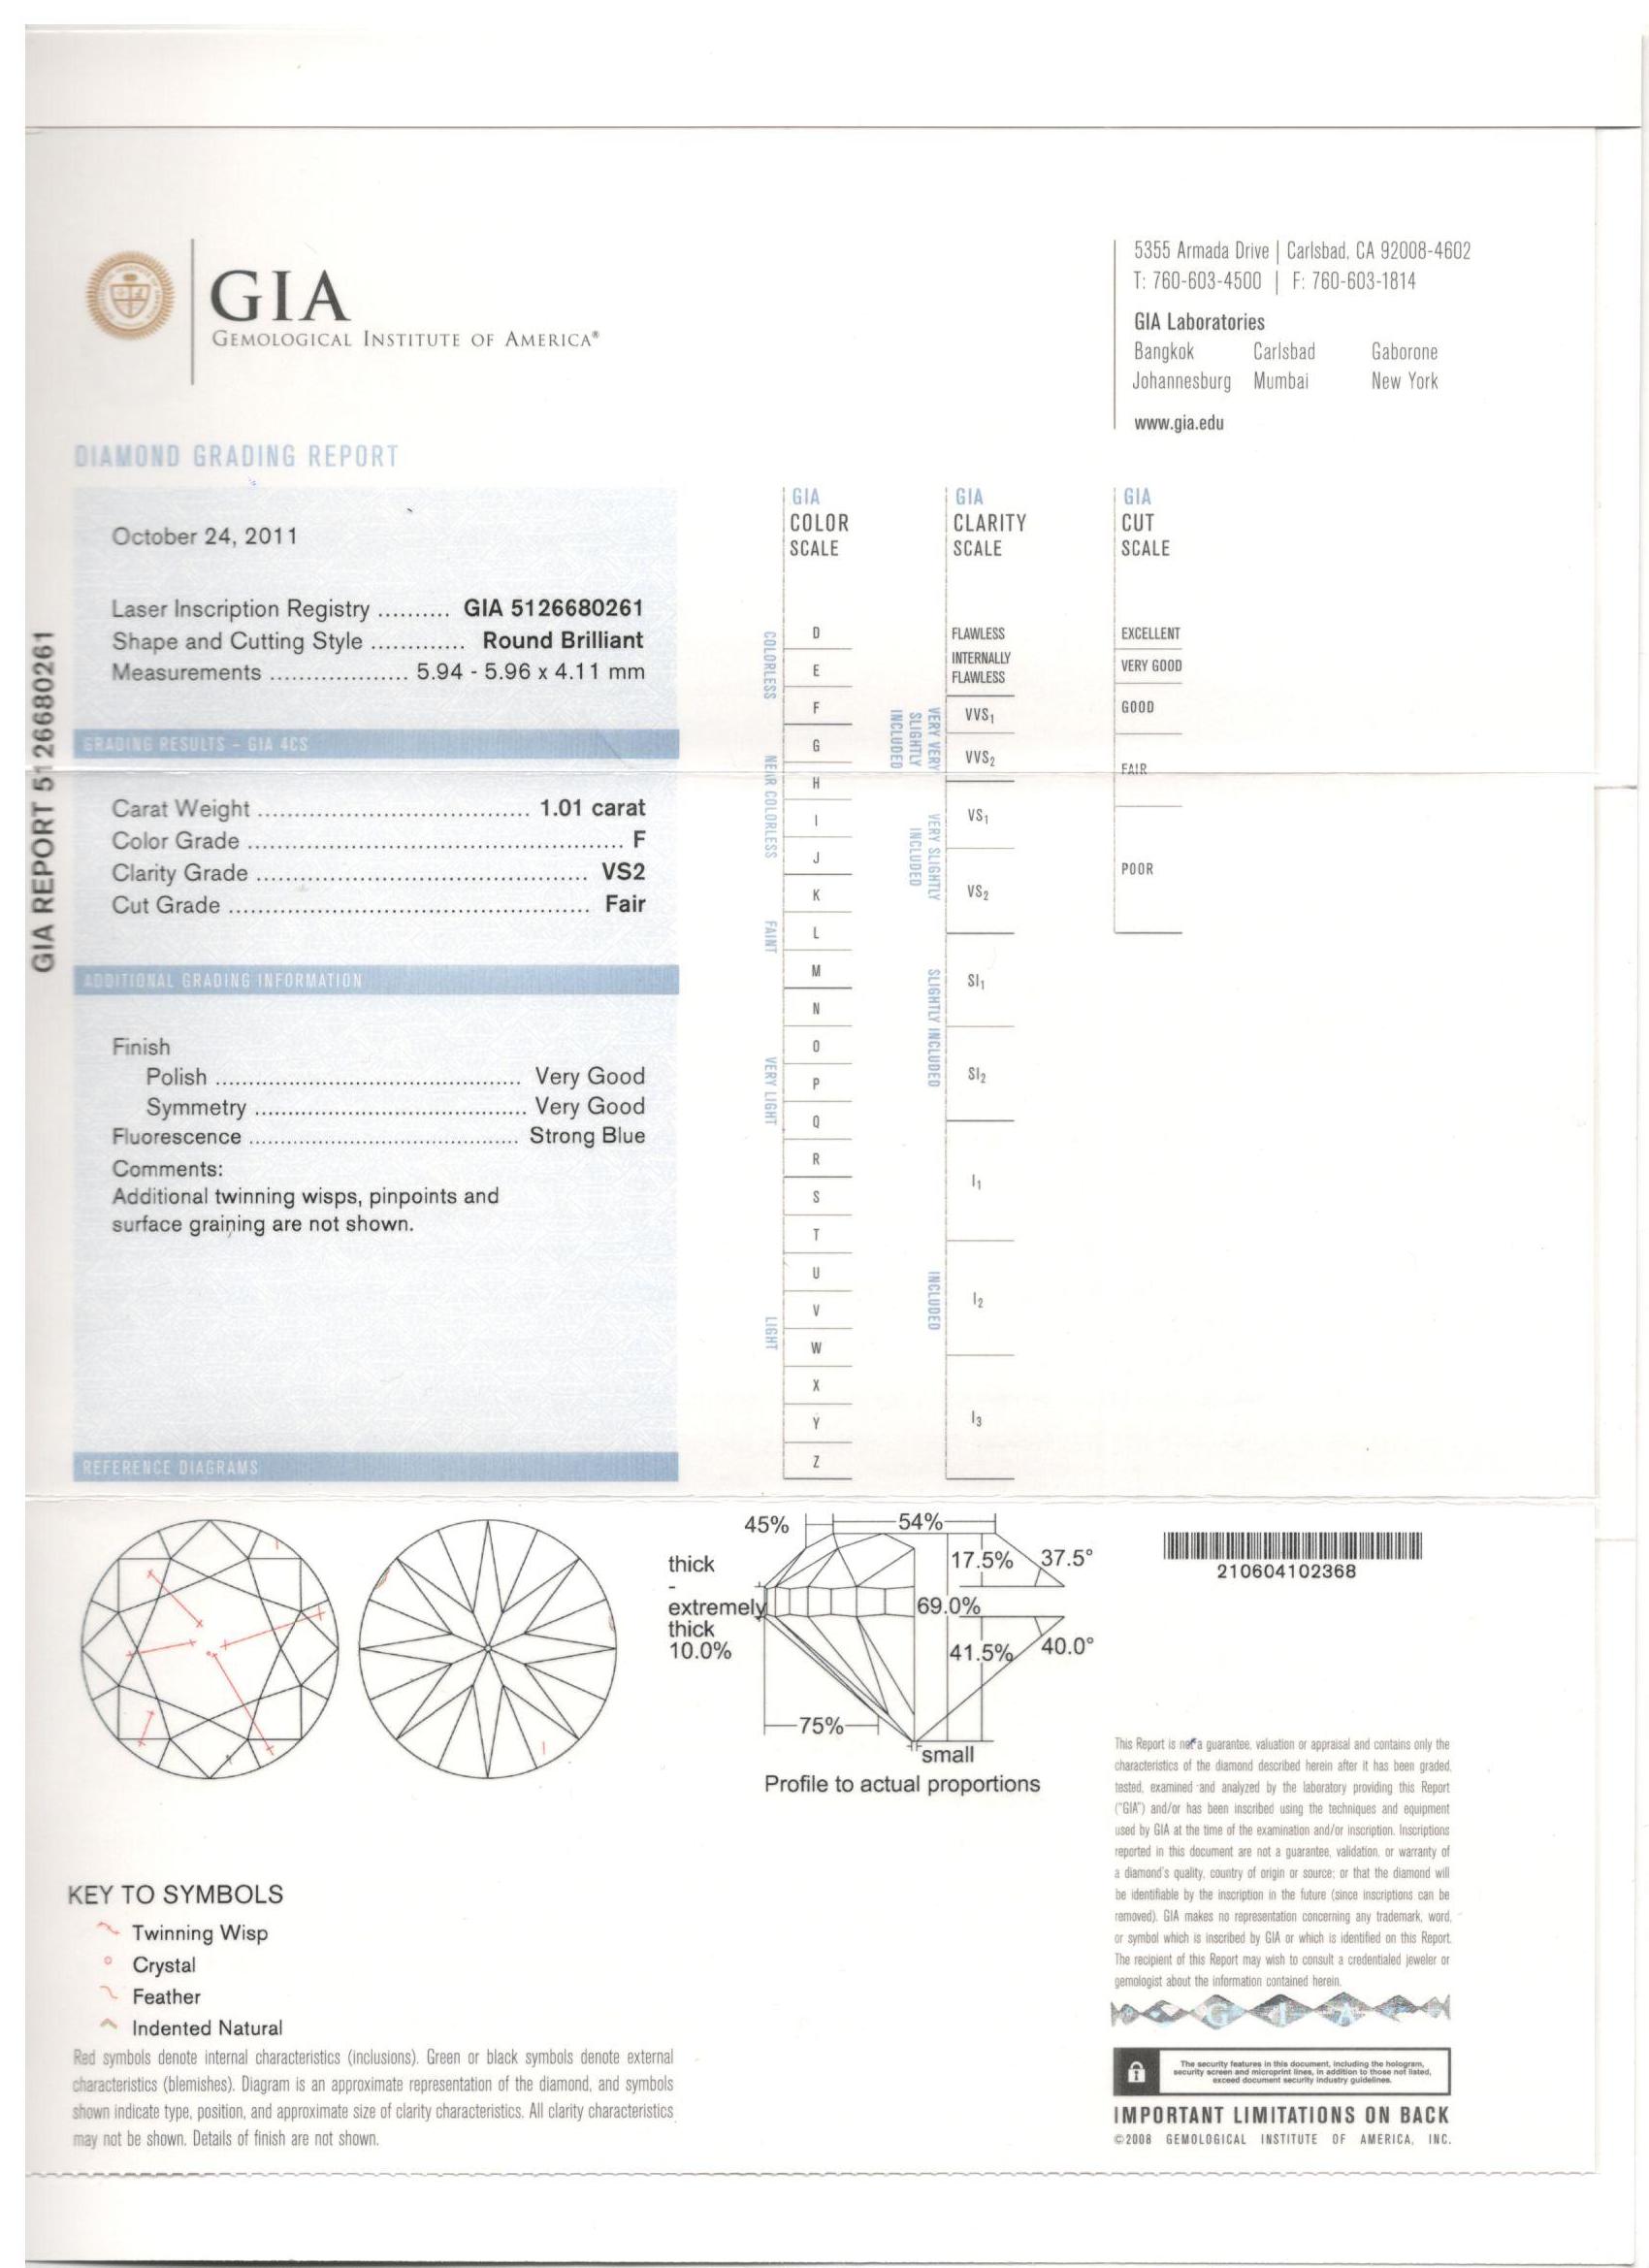 GIA REPORT 5126680261
GIA
GEMOLOGICAL INSTITUTE OF AMERICA®
5355 Armada Drive | Carlsbad, CA 92008-4602
T: 760-603-4500 | F: 760-603-1814
GIA Laboratories
Bangkok Carlsbad Gaborone
Johannesburg Mumbai New York
www.gia.edu
DIAMOND GRADING REPORT
October 24, 2011
Laser Inscription Registry .......... GIA 5126680261
Shape and Cutting Style ............. Round Brilliant
Measurements ................... 5.94 - 5.96 x 4.11 mm
GRADING RESULTS – GIA 4CS
Carat Weight ..................................... 1.01 carat
Color Grade .................................................... F
Clarity Grade .............................................. VS2
Cut Grade .................................................. Fair
ADDITIONAL GRADING INFORMATION
Finish
Polish .......................................... Very Good
Symmetry ..................................... Very Good
Fluorescence ..................................... Strong Blue
Comments:
Additional twinning wisps, pinpoints and
surface graining are not shown.
REFERENCE DIAGRAMS
GIA
COLOR
SCALE
COLORLESS
D
E
F
NEAR COLORLESS
G
H
I
J
FAINT
K
L
M
VERY LIGHT
N
O
P
Q
R
LIGHT
S
T
U
V
W
X
Y
Z
GIA
CLARITY
SCALE
FLAWLESS
INTERNALLY
FLAWLESS
VERY VERY
SLIGHTLY
INCLUDED
VVS1
VVS2
VERY SLIGHTLY
INCLUDED
VS1
VS2
SLIGHTLY INCLUDED
SI1
SI2
INCLUDED
I1
I2
I3
GIA
CUT
SCALE
EXCELLENT
VERY GOOD
GOOD
FAIR
POOR
45%
54%
thick
-
extremely
thick
10.0%
17.5%
37.5°
69.0%
41.5%
40.0°
75%
small
Profile to actual proportions
210604102368
KEY TO SYMBOLS
Twinning Wisp
Crystal
Feather
Indented Natural
Red symbols denote internal characteristics (inclusions). Green or black symbols denote external
characteristics (blemishes). Diagram is an approximate representation of the diamond, and symbols
shown indicate type, position, and approximate size of clarity characteristics. All clarity characteristics
may not be shown. Details of finish are not shown.
This Report is not a guarantee, valuation or appraisal and contains only the
characteristics of the diamond described herein after it has been graded,
tested, examined and analyzed by the laboratory providing this Report
("GIA") and/or has been inscribed using the techniques and equipment
used by GIA at the time of the examination and/or inscription. Inscriptions
reported in this document are not a guarantee, validation, or warranty of
a diamond's quality, country of origin or source; or that the diamond will
be identifiable by the inscription in the future (since inscriptions can be
removed). GIA makes no representation concerning any trademark, word,
or symbol which is inscribed by GIA or which is identified on this Report.
The recipient of this Report may wish to consult a credentialed jeweler or
gemologist about the information contained herein.
G I A
The security features in this document, including the hologram,
security screen and microprint lines, in addition to those not listed,
exceed document security industry guidelines.
IMPORTANT LIMITATIONS ON BACK
©2008 GEMOLOGICAL INSTITUTE OF AMERICA, INC.